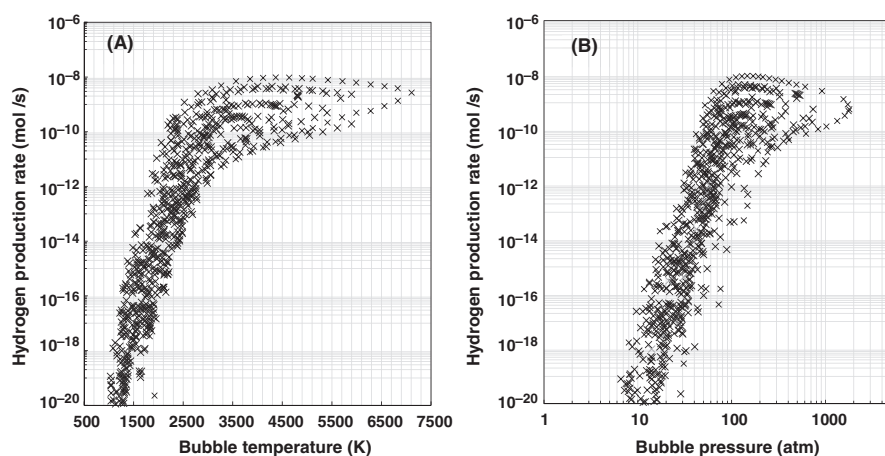 (A)
Hydrogen production rate (mol /s)
10⁻⁶
10⁻⁸
10⁻¹⁰
10⁻¹²
10⁻¹⁴
10⁻¹⁶
10⁻¹⁸
10⁻²⁰
500 1500 2500 3500 4500 5500 6500 7500
Bubble temperature (K)
(B)
Hydrogen production rate (mol /s)
10⁻⁶
10⁻⁸
10⁻¹⁰
10⁻¹²
10⁻¹⁴
10⁻¹⁶
10⁻¹⁸
10⁻²⁰
1 10 100 1000
Bubble pressure (atm)